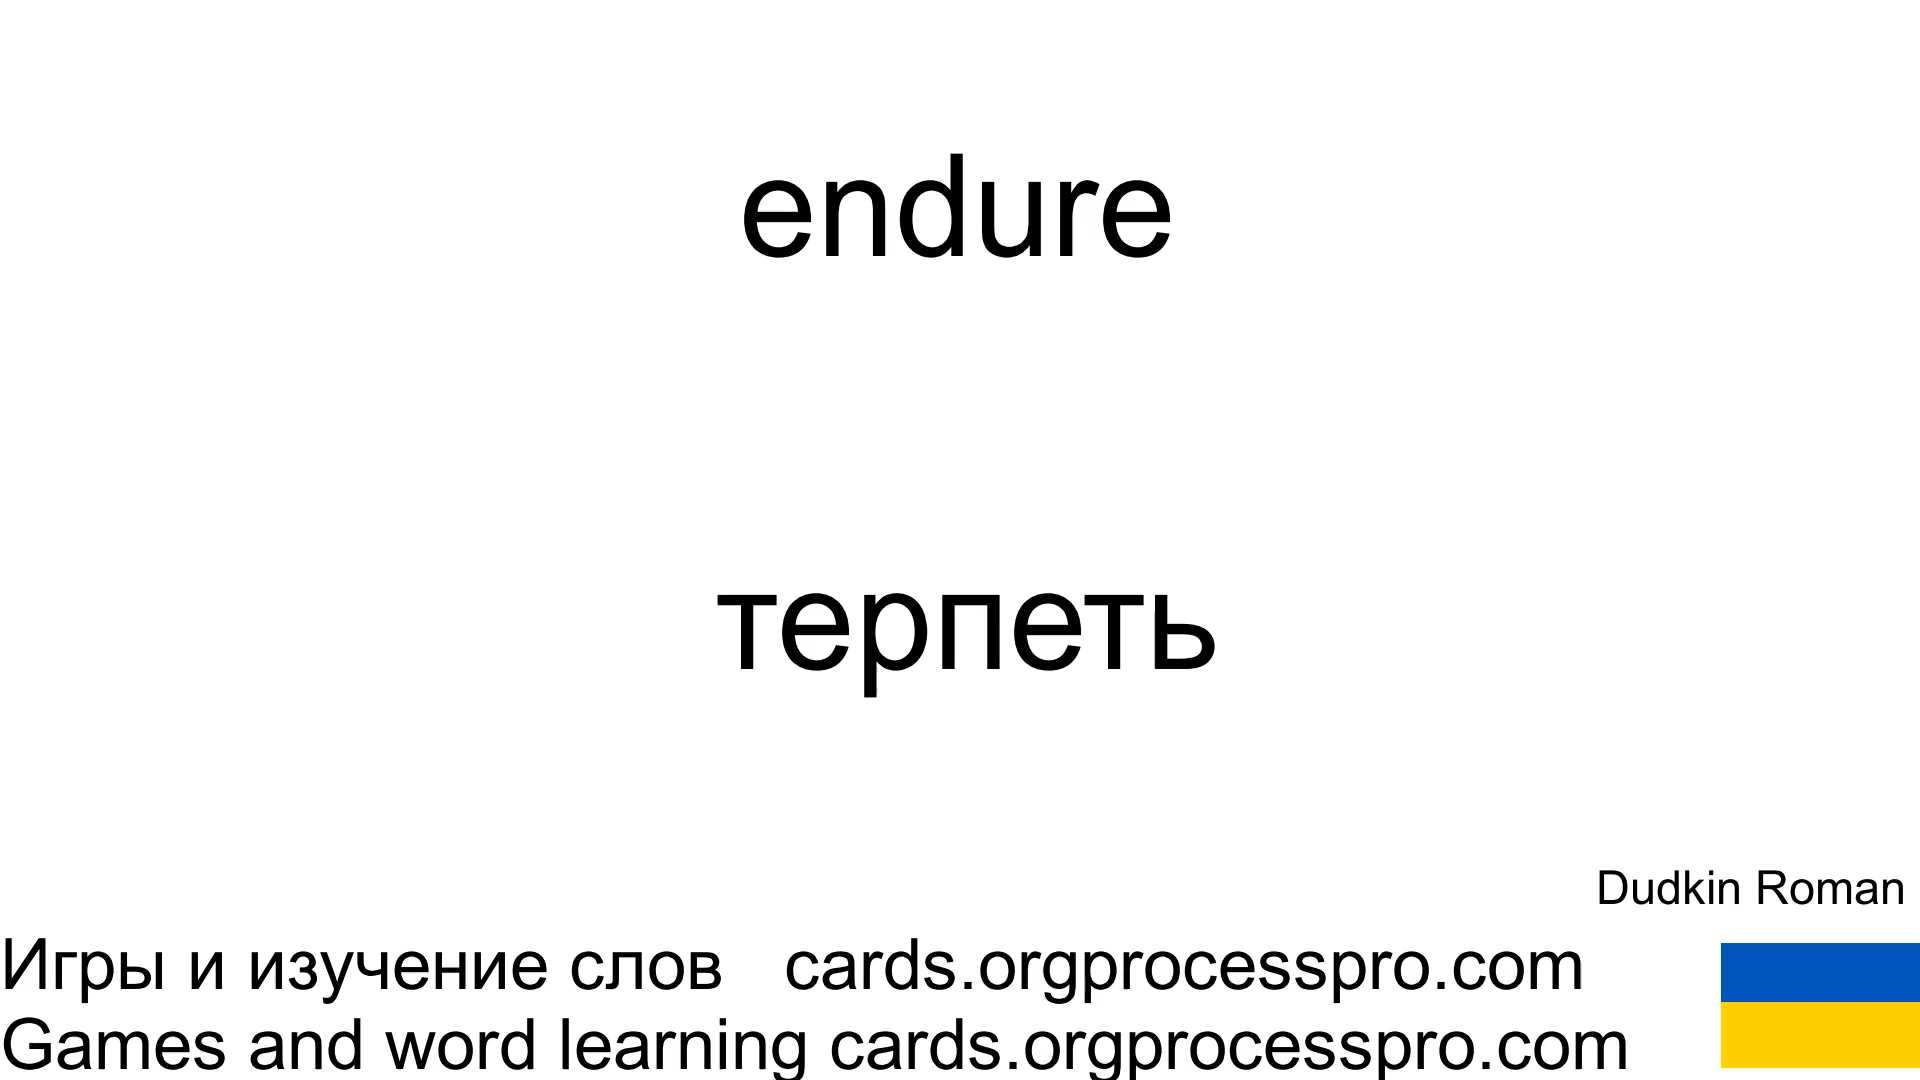 endure
терпеть
Dudkin Roman
Игры и изучение слов cards.orgprocesspro.com
Games and word learning cards.orgprocesspro.com